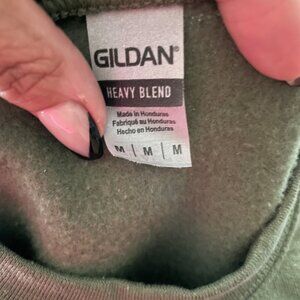 GILDAN®
HEAVY BLEND
Made in Honduras
Fabriqué au Honduras
Hecho en Honduras
M | M | M